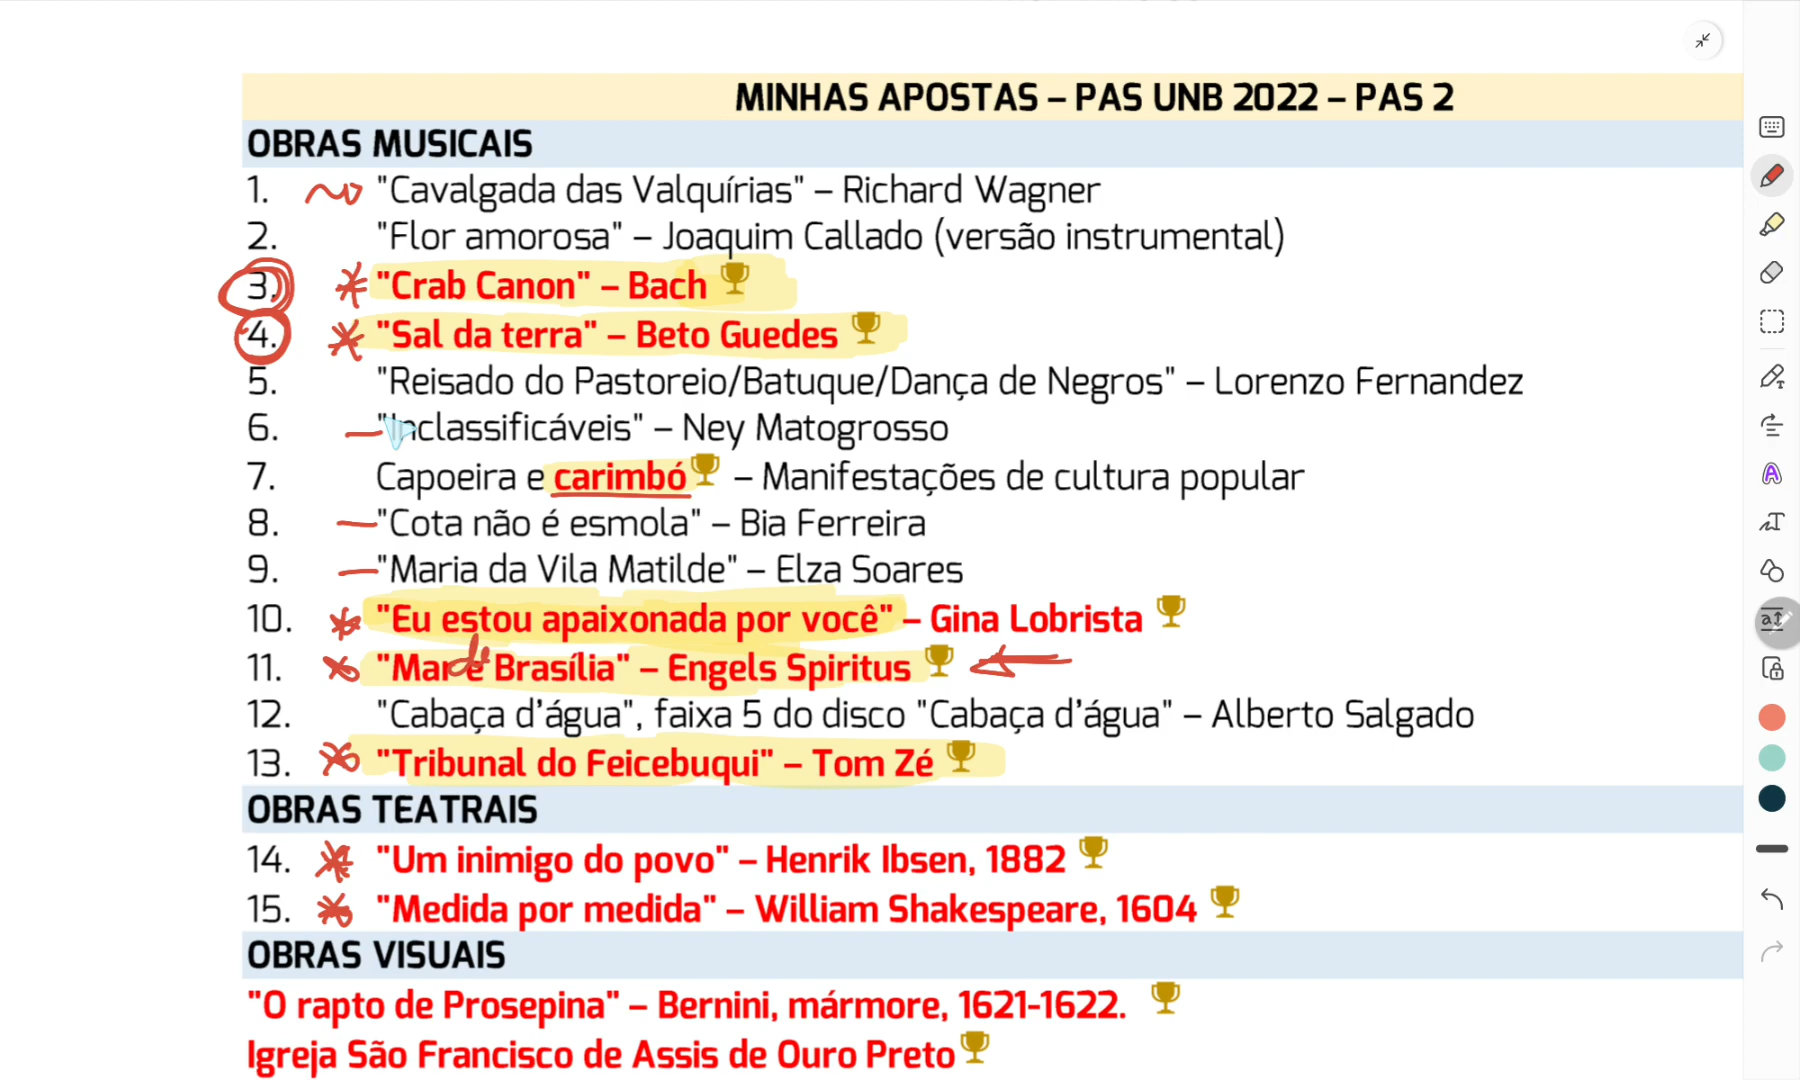 MINHAS APOSTAS – PAS UNB 2022 – PAS 2
OBRAS MUSICAIS
1. "Cavalgada das Valquírias" – Richard Wagner
2. "Flor amorosa" – Joaquim Callado (versão instrumental)
3. "Crab Canon" – Bach
4. "Sal da terra" – Beto Guedes
5. "Reisado do Pastoreio/Batuque/Dança de Negros" – Lorenzo Fernandez
6. "Inclassificáveis" – Ney Matogrosso
7. Capoeira e carimbó – Manifestações de cultura popular
8. "Cota não é esmola" – Bia Ferreira
9. "Maria da Vila Matilde" – Elza Soares
10. "Eu estou apaixonada por você" – Gina Lobrista
11. "Mar de Brasília" – Engels Spiritus
12. "Cabaça d’água", faixa 5 do disco "Cabaça d’água" – Alberto Salgado
13. "Tribunal do Feicebuqui" – Tom Zé
OBRAS TEATRAIS
14. "Um inimigo do povo" – Henrik Ibsen, 1882
15. "Medida por medida" – William Shakespeare, 1604
OBRAS VISUAIS
"O rapto de Prosepina" – Bernini, mármore, 1621-1622.
Igreja São Francisco de Assis de Ouro Preto